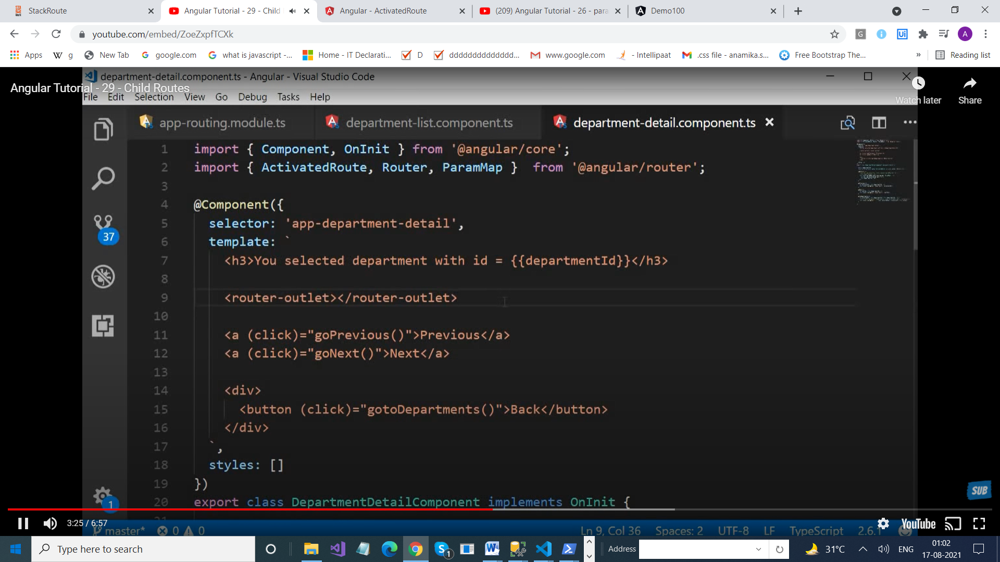 StackRoute
Angular Tutorial - 29 - Child
Angular - ActivatedRoute
(209) Angular Tutorial - 26 - para
Demo100
youtube.com/embed/ZoeZxpfTCXk
Apps
g
New Tab
google.com
what is javascript -...
Home - IT Declarati...
D
ddddddddddddddd...
www.google.com
- Intellipaat
.css file - anamika.s...
Free Bootstrap The...
»
Reading list
department-detail.component.ts - Angular - Visual Studio Code
Angular Tutorial - 29 - Child Routes
Watch later
Share
File Edit Selection View Go Debug Tasks Help
app-routing.module.ts
department-list.component.ts
department-detail.component.ts
1 import { Component, OnInit } from '@angular/core';
2 import { ActivatedRoute, Router, ParamMap } from '@angular/router';
3
4 @Component({
5 selector: 'app-department-detail',
6 template: `
7 <h3>You selected department with id = {{departmentId}}</h3>
8
9 <router-outlet></router-outlet>
10
11 <a (click)="goPrevious()">Previous</a>
12 <a (click)="goNext()">Next</a>
13
14 <div>
15 <button (click)="gotoDepartments()">Back</button>
16 </div>
17 `,
18 styles: []
19 })
20 export class DepartmentDetailComponent implements OnInit {
37
1
SUB
3:25 / 6:57
YouTube
master* 0 0
Ln 9, Col 36 Spaces: 2 UTF-8 LF TypeScript 2.6.1
Type here to search
1
Address
31°C
ENG
01:02
17-08-2021